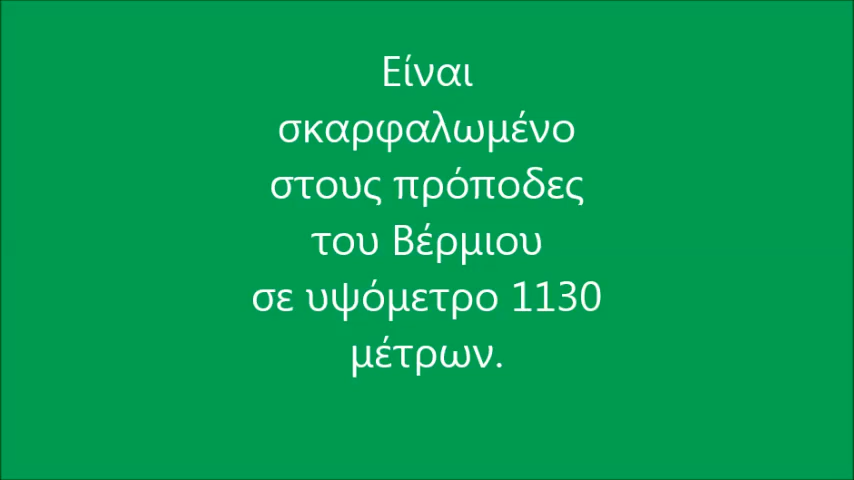 Είναι
σκαρφαλωμένο
στους πρόποδες
του Βέρμιου
σε υψόμετρο 1130
μέτρων.